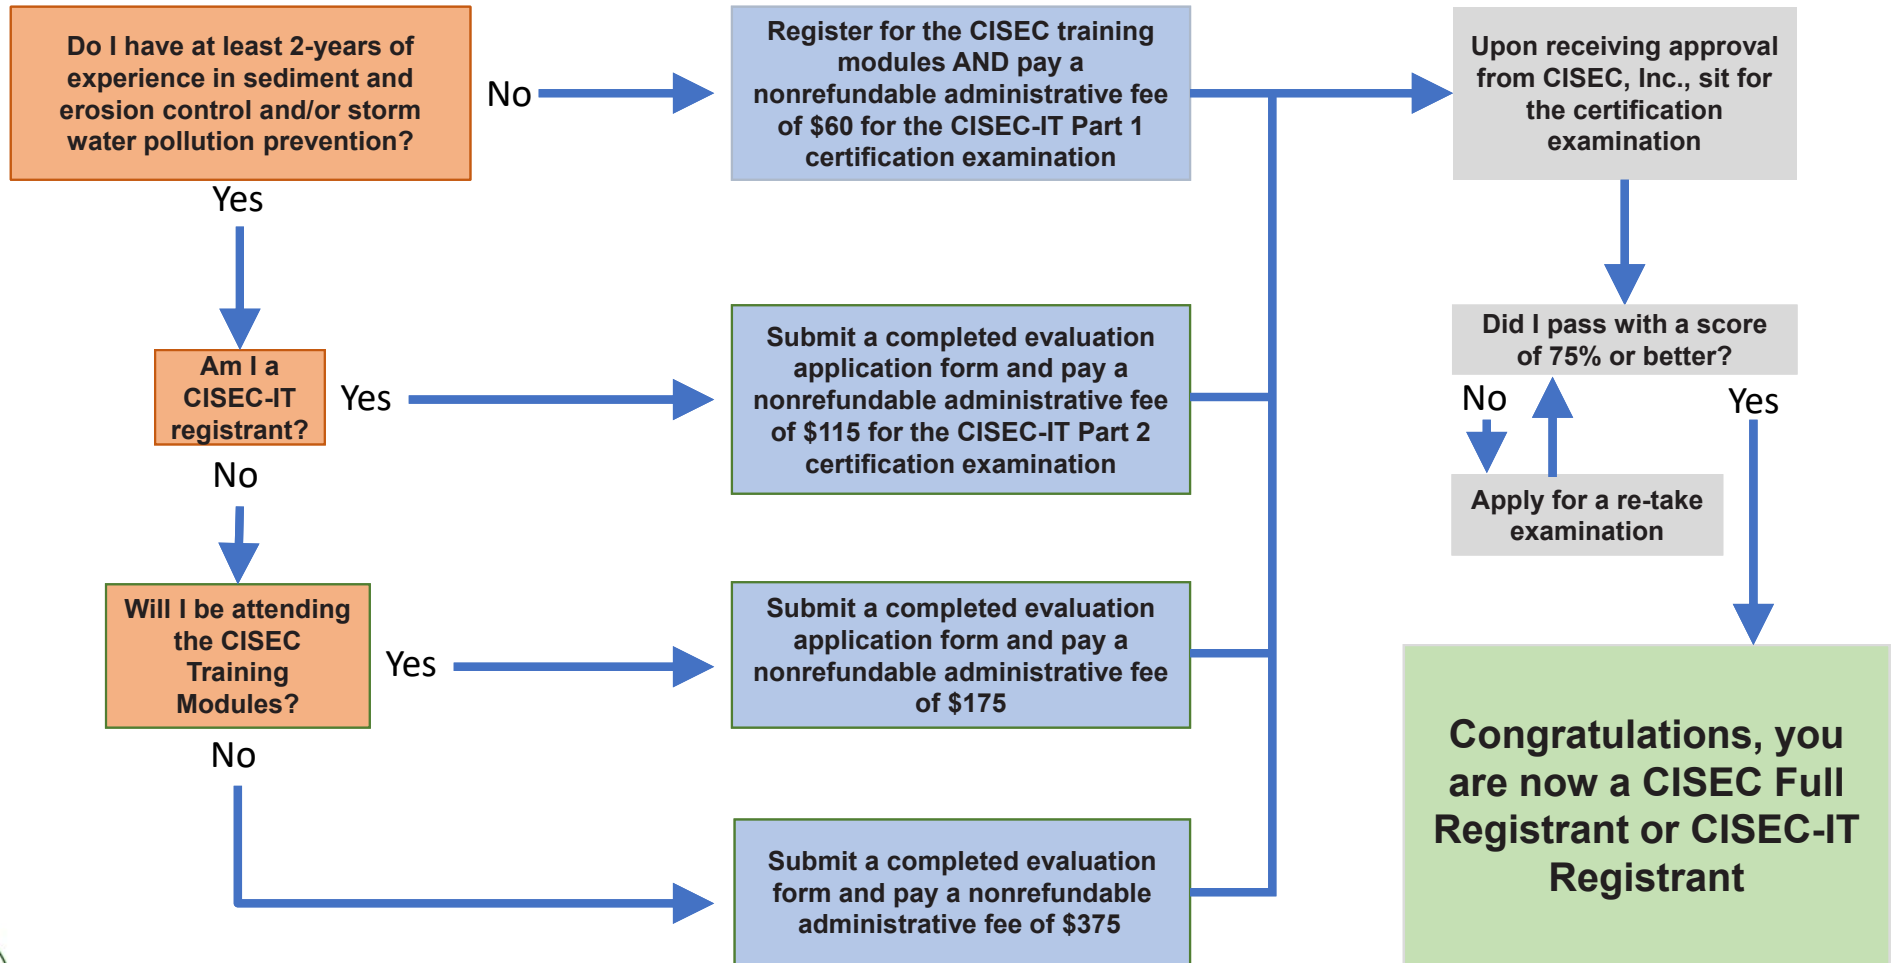 Do I have at least 2-years of
experience in sediment and
erosion control and/or storm
water pollution prevention?
No
Register for the CISEC training
modules AND pay a
nonrefundable administrative fee
of $60 for the CISEC-IT Part 1
certification examination
Upon receiving approval
from CISEC, Inc., sit for
the certification
examination
Yes
Am I a
CISEC-IT
registrant?
Yes
Submit a completed evaluation
application form and pay a
nonrefundable administrative fee
of $115 for the CISEC-IT Part 2
certification examination
Did I pass with a score
of 75% or better?
No
Yes
Apply for a re-take
examination
No
Will I be attending
the CISEC
Training
Modules?
Yes
Submit a completed evaluation
application form and pay a
nonrefundable administrative fee
of $175
No
Submit a completed evaluation
form and pay a nonrefundable
administrative fee of $375
Congratulations, you
are now a CISEC Full
Registrant or CISEC-IT
Registrant